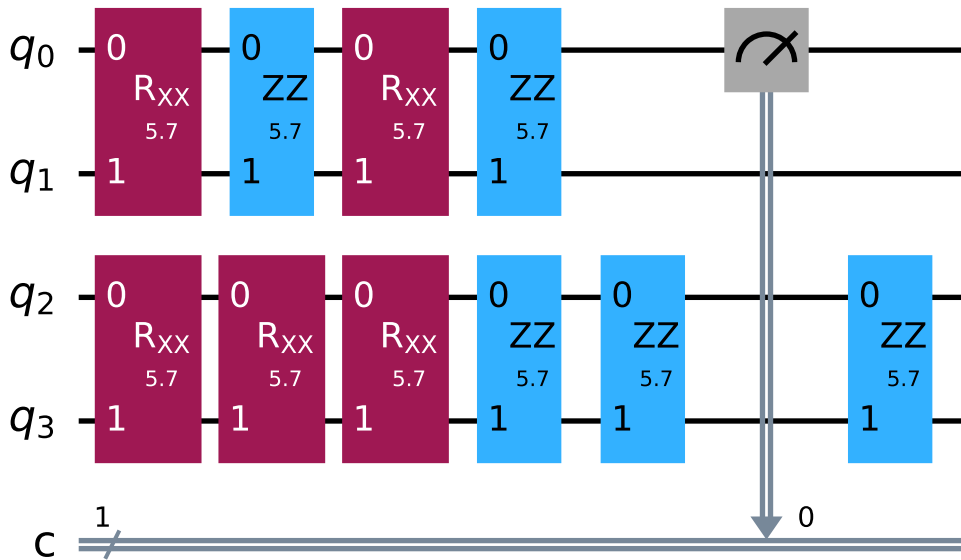 q0 0 0 0 0
RXX ZZ RXX ZZ
5.7 5.7 5.7 5.7
q1 1 1 1 1
q2 0 0 0 0 0 0
RXX RXX RXX ZZ ZZ ZZ
5.7 5.7 5.7 5.7 5.7 5.7
q3 1 1 1 1 1 1
1 0
c